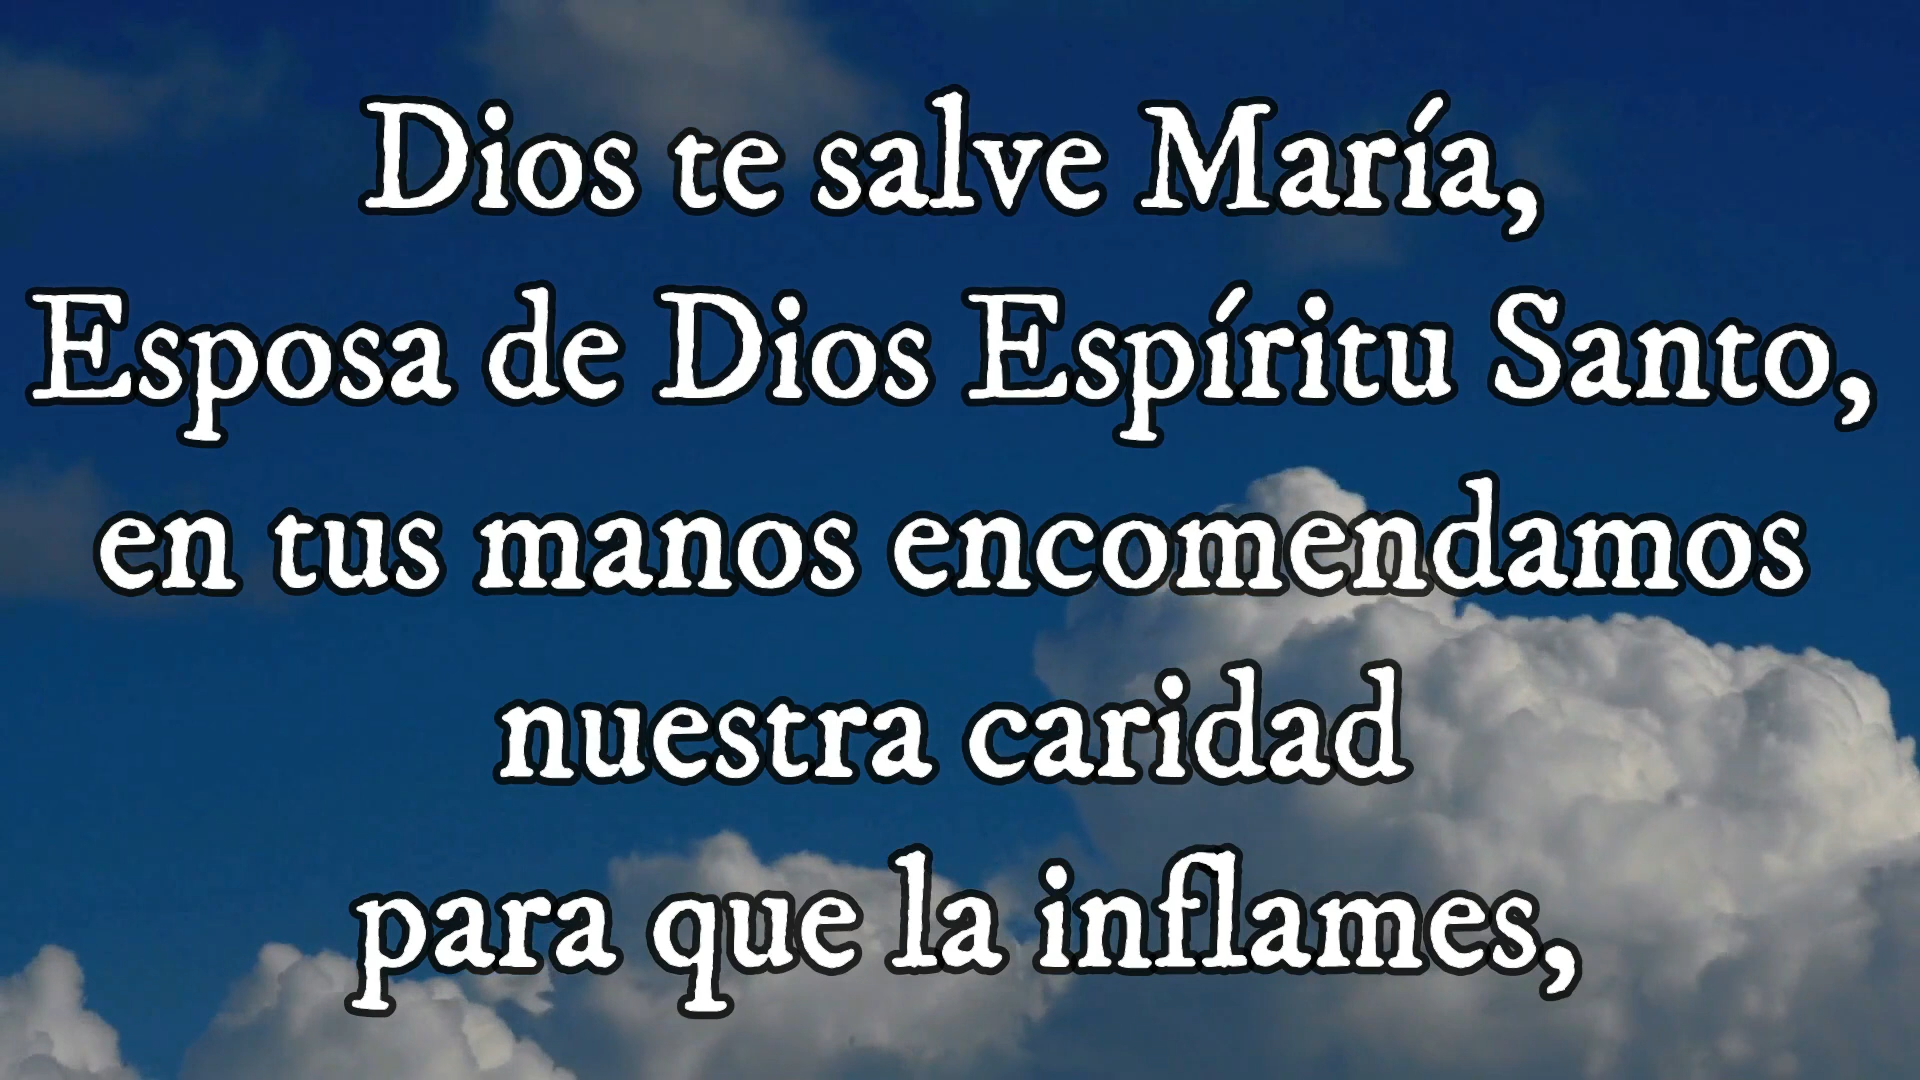 Dios te salve María,
Esposa de Dios Espíritu Santo,
en tus manos encomendamos
nuestra caridad
para que la inflames,